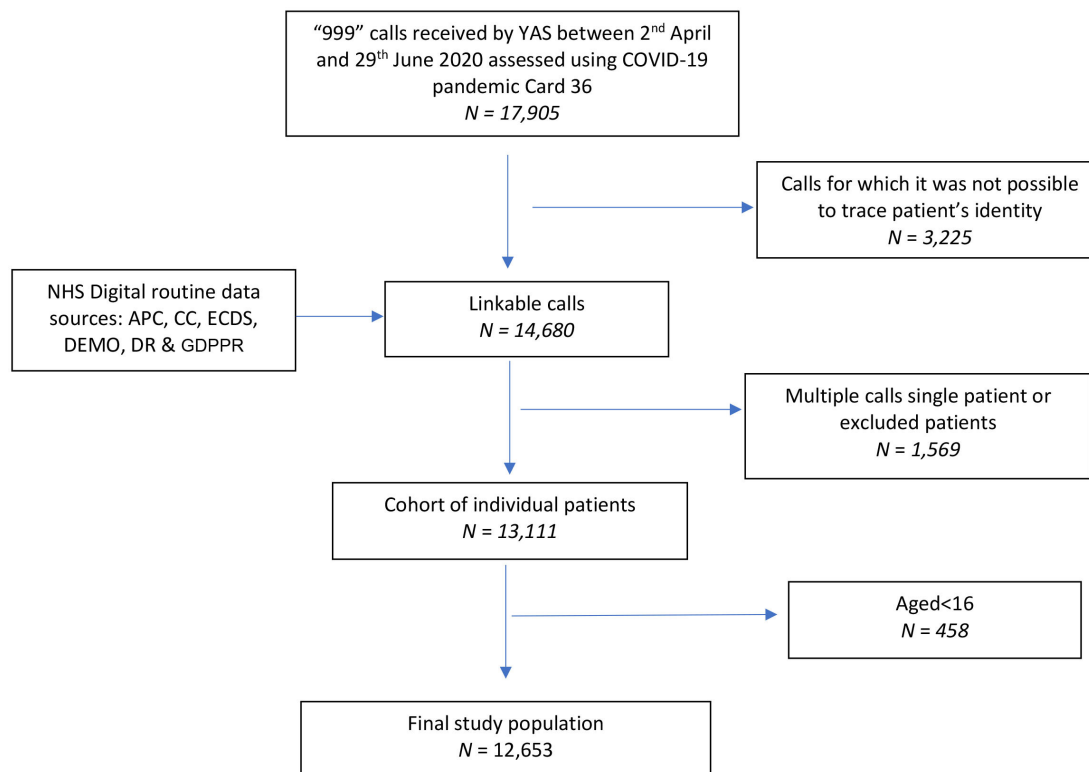 “999” calls received by YAS between 2nd April
and 29th June 2020 assessed using COVID-19
pandemic Card 36
N = 17,905
Calls for which it was not possible
to trace patient’s identity
N = 3,225
NHS Digital routine data
sources: APC, CC, ECDS,
DEMO, DR & GDPPR
Linkable calls
N = 14,680
Multiple calls single patient or
excluded patients
N = 1,569
Cohort of individual patients
N = 13,111
Aged<16
N = 458
Final study population
N = 12,653